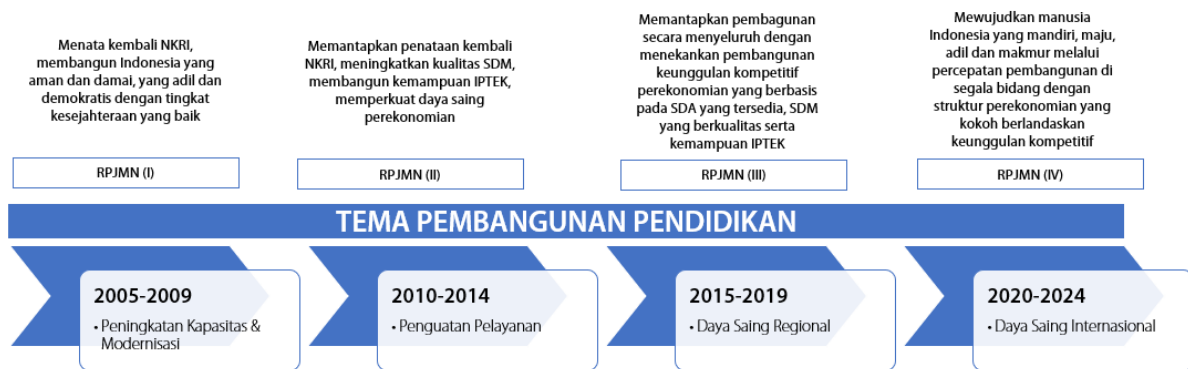 Menata kembali NKRI,
membangun Indonesia yang
aman dan damai, yang adil dan
demokratis dengan tingkat
kesejahteraan yang baik
RPJMN (I)
Memantapkan penataan kembali
NKRI, meningkatkan kualitas SDM,
membangun kemampuan IPTEK,
memperkuat daya saing
perekonomian
RPJMN (II)
Memantapkan pembagunan
secara menyeluruh dengan
menekankan pembangunan
keunggulan kompetitif
perekonomian yang berbasis
pada SDA yang tersedia, SDM
yang berkualitas serta
kemampuan IPTEK
RPJMN (III)
Mewujudkan manusia
Indonesia yang mandiri, maju,
adil dan makmur melalui
percepatan pembangunan di
segala bidang dengan
struktur perekonomian yang
kokoh berlandaskan
keunggulan kompetitif
RPJMN (IV)
TEMA PEMBANGUNAN PENDIDIKAN
2005-2009
• Peningkatan Kapasitas &
Modernisasi
2010-2014
• Penguatan Pelayanan
2015-2019
• Daya Saing Regional
2020-2024
• Daya Saing Internasional